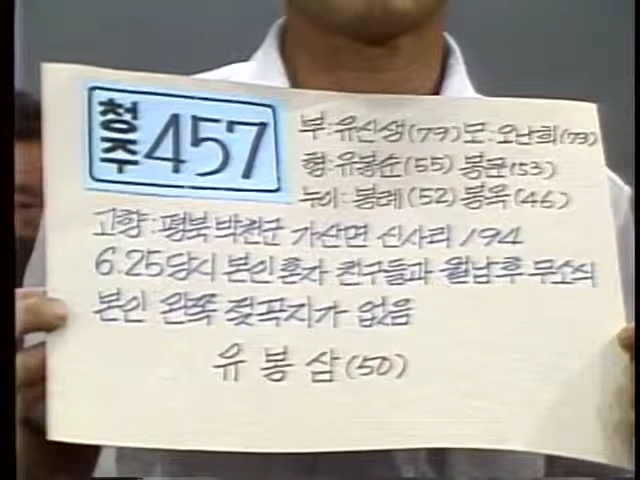 청주 457
부:유신생(79) 모:오난희(79)
형:유봉순(55) 봉문(53)
누이:봉례(52) 봉옥(46)
고향:평북 박천군 가산면 신사리 194
6.25당시 본인혼자 친구들과 월남후 무소식
본인 왼쪽 젖꼭지가 없음
유봉삼(50)